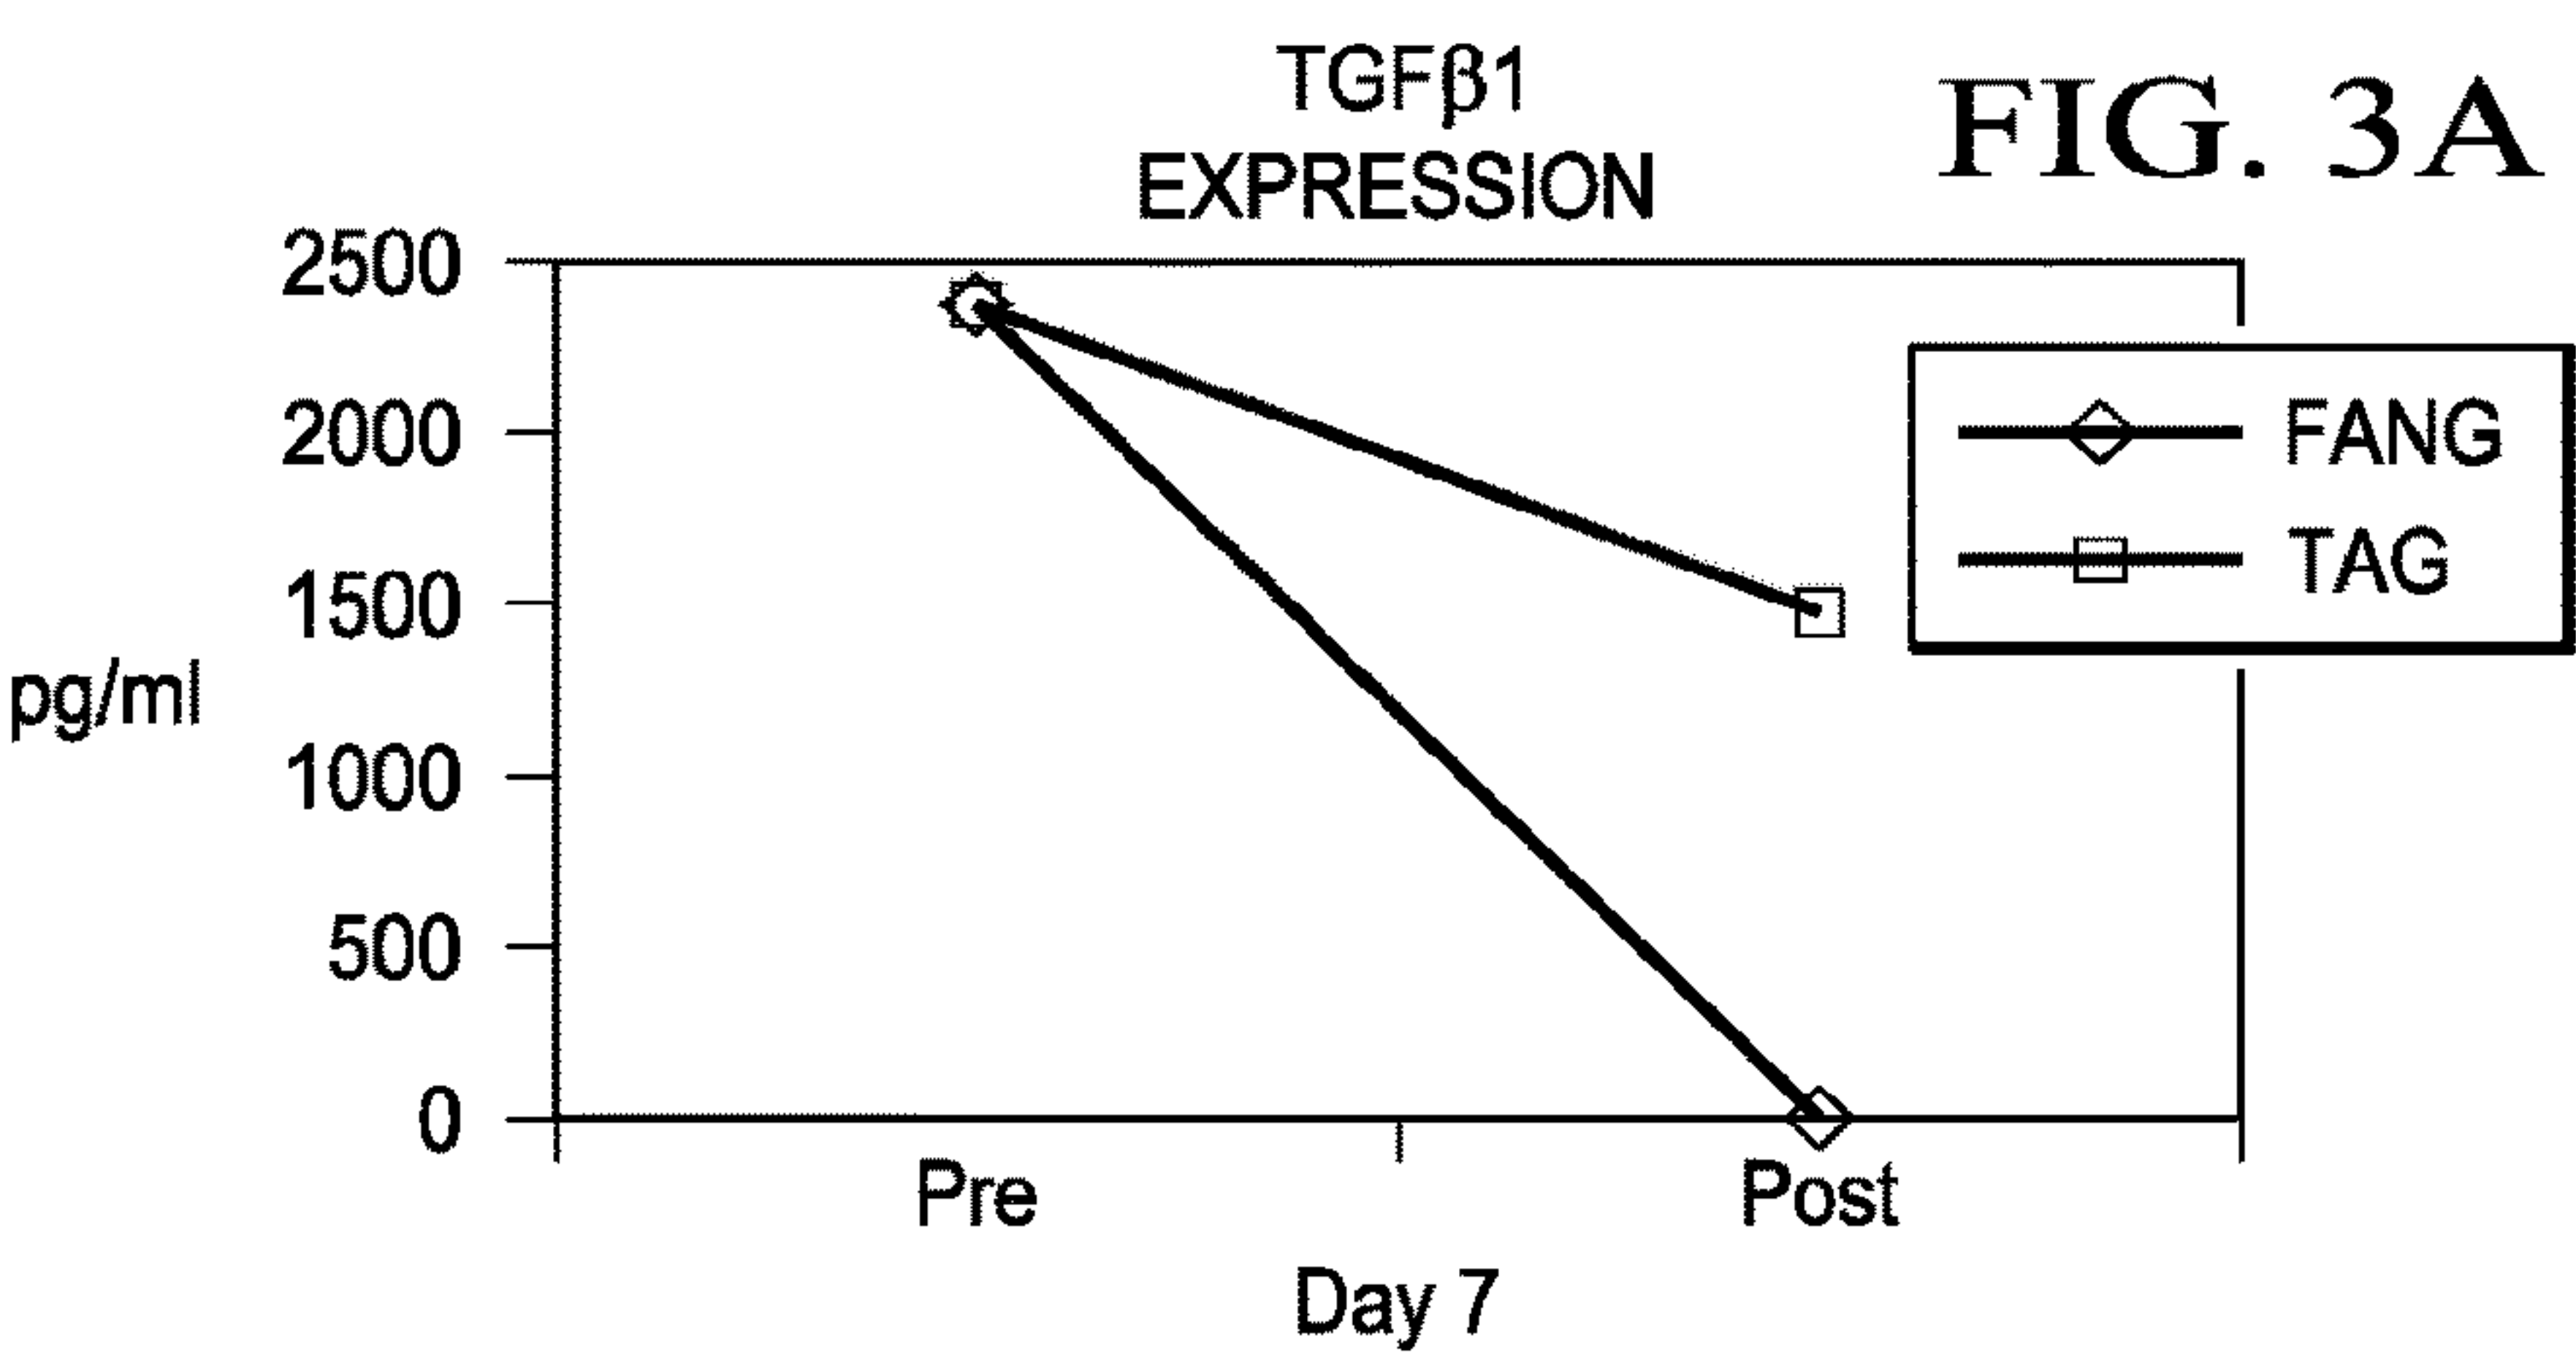 TGFβ1
EXPRESSION
FIG. 3A
2500
2000
1500
1000
500
0
pg/ml
FANG
TAG
Pre
Post
Day 7